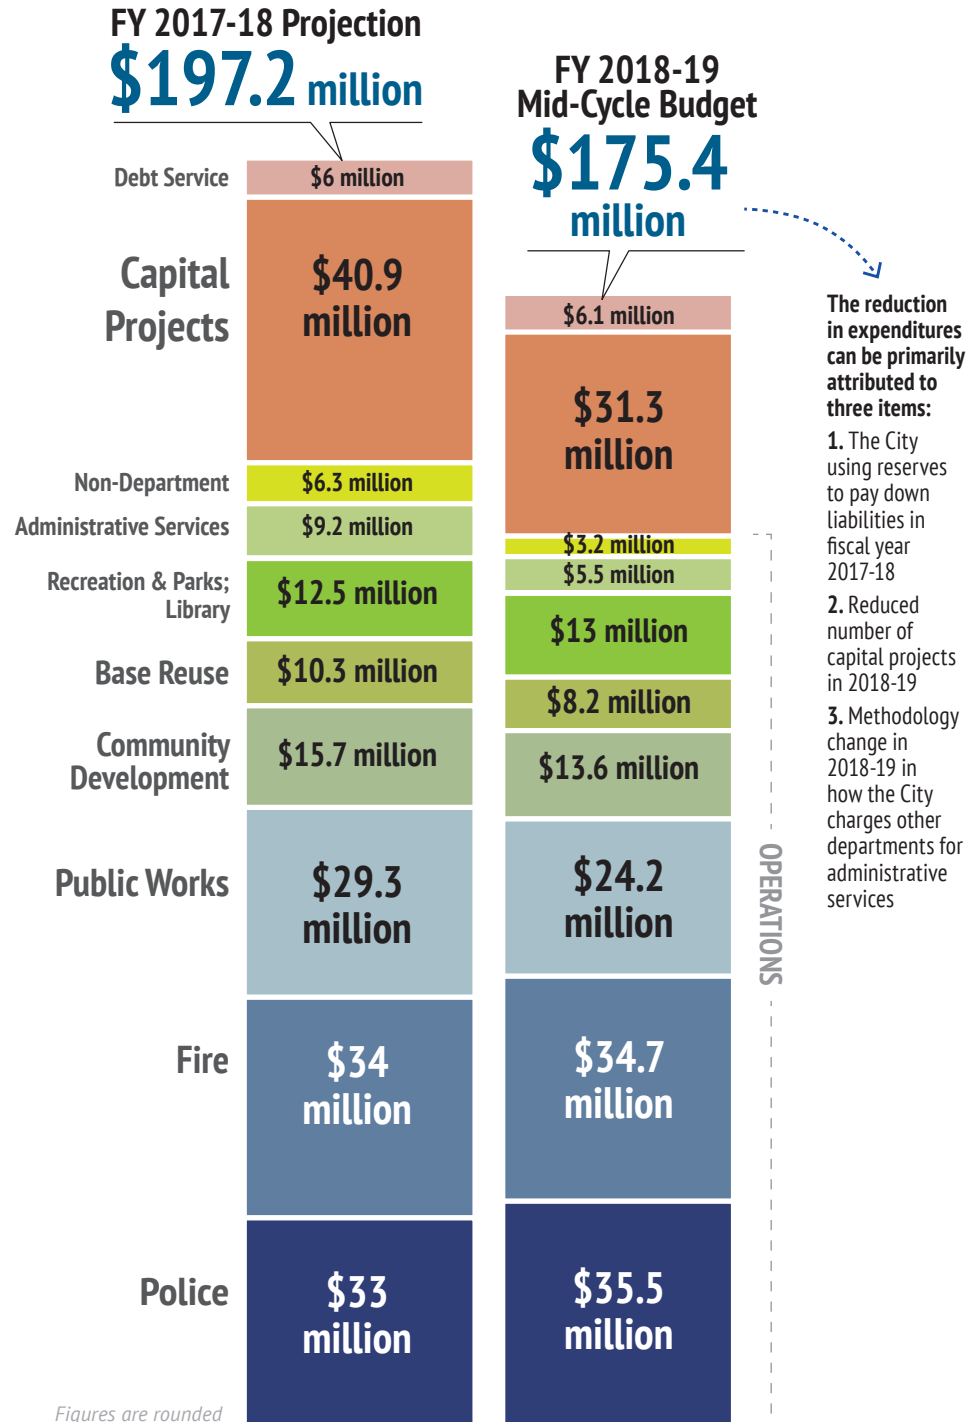 FY 2017-18 Projection
$197.2 million
FY 2018-19
Mid-Cycle Budget
$175.4
million
Debt Service
$6 million
$6.1 million
Capital
Projects
$40.9
million
$31.3
million
Non-Department
$6.3 million
$3.2 million
Administrative Services
$9.2 million
$5.5 million
Recreation & Parks;
Library
$12.5 million
$13 million
Base Reuse
$10.3 million
$8.2 million
Community
Development
$15.7 million
$13.6 million
Public Works
$29.3
million
$24.2
million
Fire
$34
million
$34.7
million
Police
$33
million
$35.5
million
OPERATIONS
The reduction
in expenditures
can be primarily
attributed to
three items:
1. The City
using reserves
to pay down
liabilities in
fiscal year
2017-18
2. Reduced
number of
capital projects
in 2018-19
3. Methodology
change in
2018-19 in
how the City
charges other
departments for
administrative
services
Figures are rounded